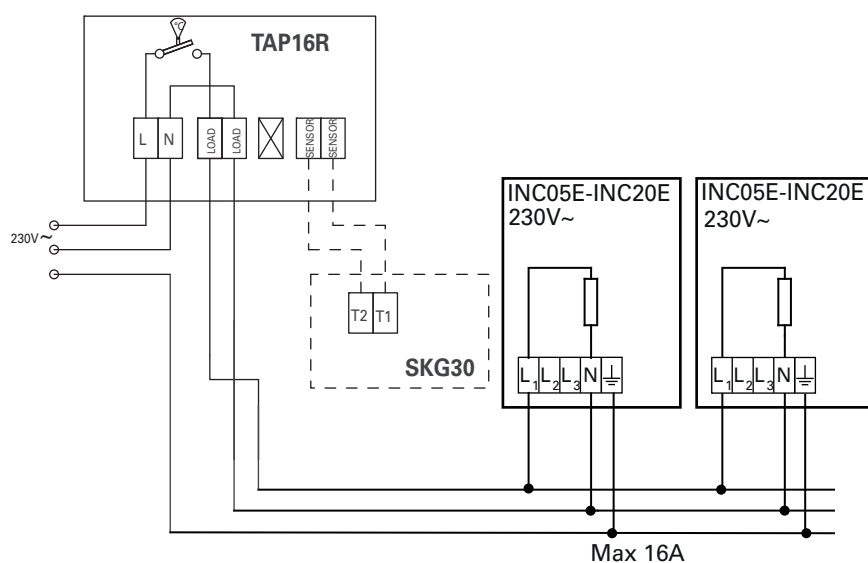 °C
TAP16R
L N LOAD LOAD SENSOR SENSOR
230V~
T2 T1
SKG30
INC05E-INC20E
230V~
L1 L2 L3 N
INC05E-INC20E
230V~
L1 L2 L3 N
Max 16A